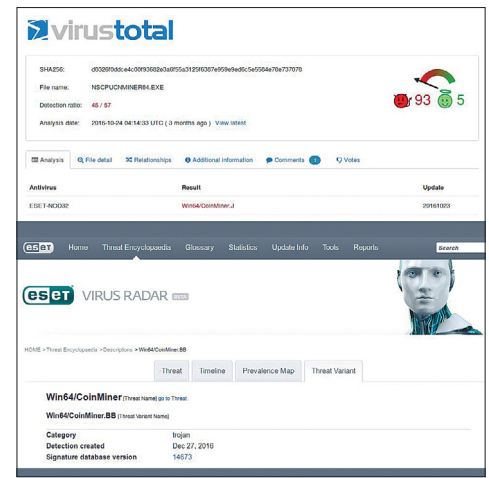 virustotal
SHA256: d0326f0ddce4c00f93682e3a6f55a3125f6387e959e9ed6c5e5584e70e737078
File name: NSCPUCNMINER64.EXE
Detection ratio: 45 / 57
93 5
Analysis date: 2016-10-24 04:14:33 UTC ( 3 months ago ) View latest
Analysis File detail Relationships Additional information Comments 1 Votes
Antivirus Result Update
ESET-NOD32 Win64/CoinMiner.J 20161023
eset Home Threat Encyclopaedia Glossary Statistics Update Info Tools Reports Search
eset VIRUS RADAR BETA
HOME > Threat Encyclopaedia > Descriptions > Win64/CoinMiner.BB
Threat Timeline Prevalence Map Threat Variant
Win64/CoinMiner [Threat Name] go to Threat
Win64/CoinMiner.BB [Threat Variant Name]
Category trojan
Detection created Dec 27, 2016
Signature database version 14673